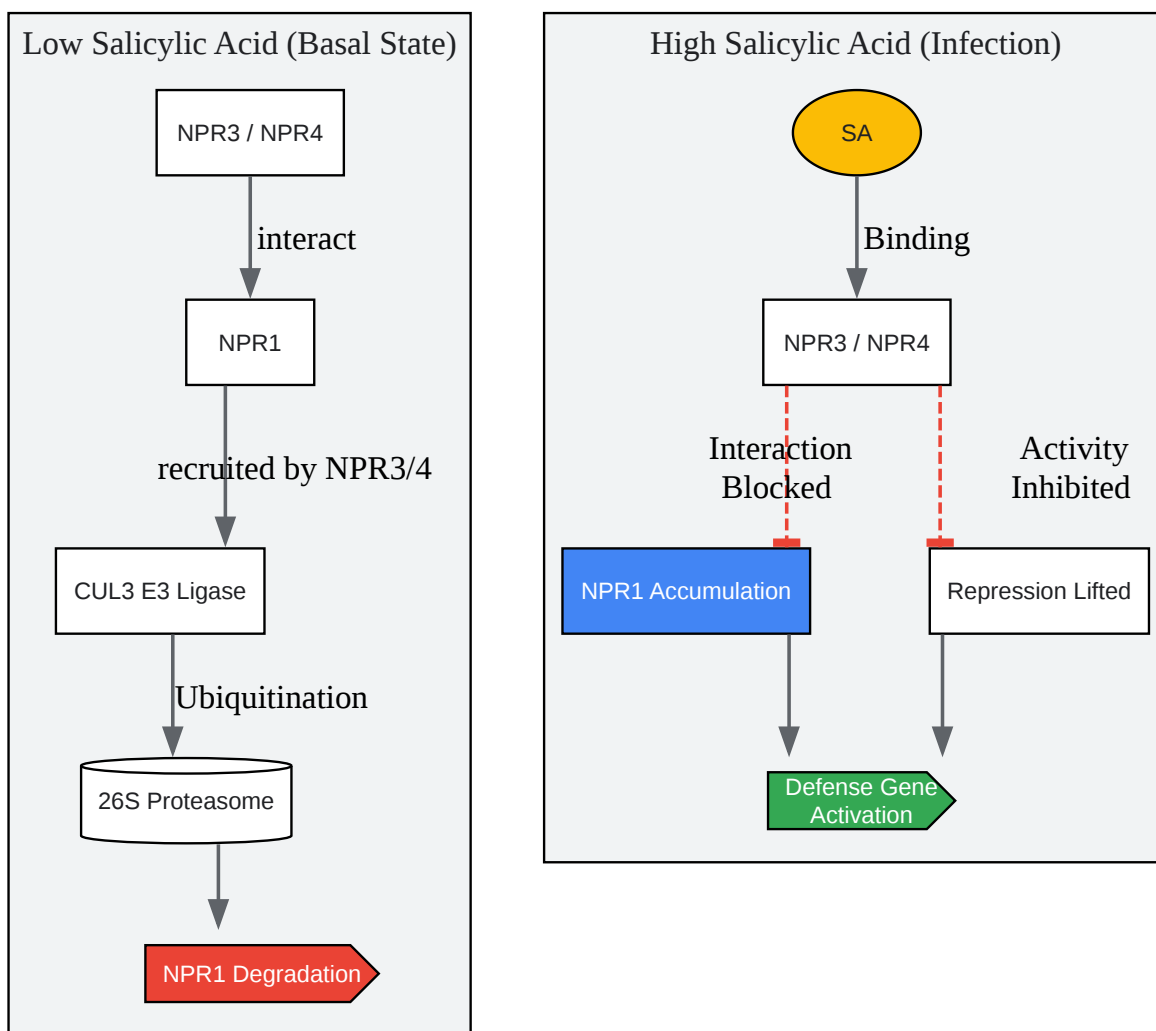 Low Salicylic Acid (Basal State)
NPR3 / NPR4
interact
NPR1
recruited by NPR3/4
CUL3 E3 Ligase
Ubiquitination
26S Proteasome
NPR1 Degradation
High Salicylic Acid (Infection)
SA
Binding
NPR3 / NPR4
Interaction
Blocked
Activity
Inhibited
NPR1 Accumulation
Repression Lifted
Defense Gene
Activation